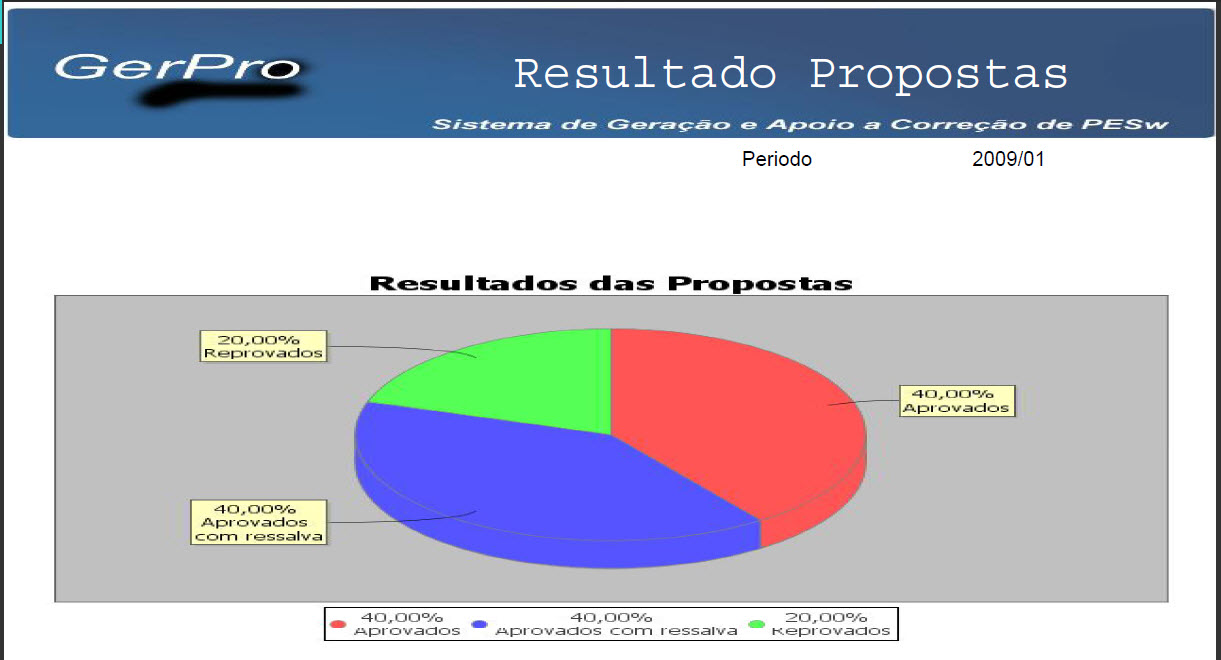 GerPro
Resultado Propostas
Sistema de Geração e Apoio a Correção de PESw
Periodo 2009/01
Resultados das Propostas
20,00%
Reprovados
40,00%
Aprovados
40,00%
Aprovados
com ressalva
40,00%
Aprovados
40,00%
Aprovados com ressalva
20,00%
Reprovados